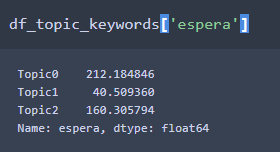 df_topic_keywords['espera']
Topic0    212.184846
Topic1     40.509360
Topic2    160.305794
Name: espera, dtype: float64